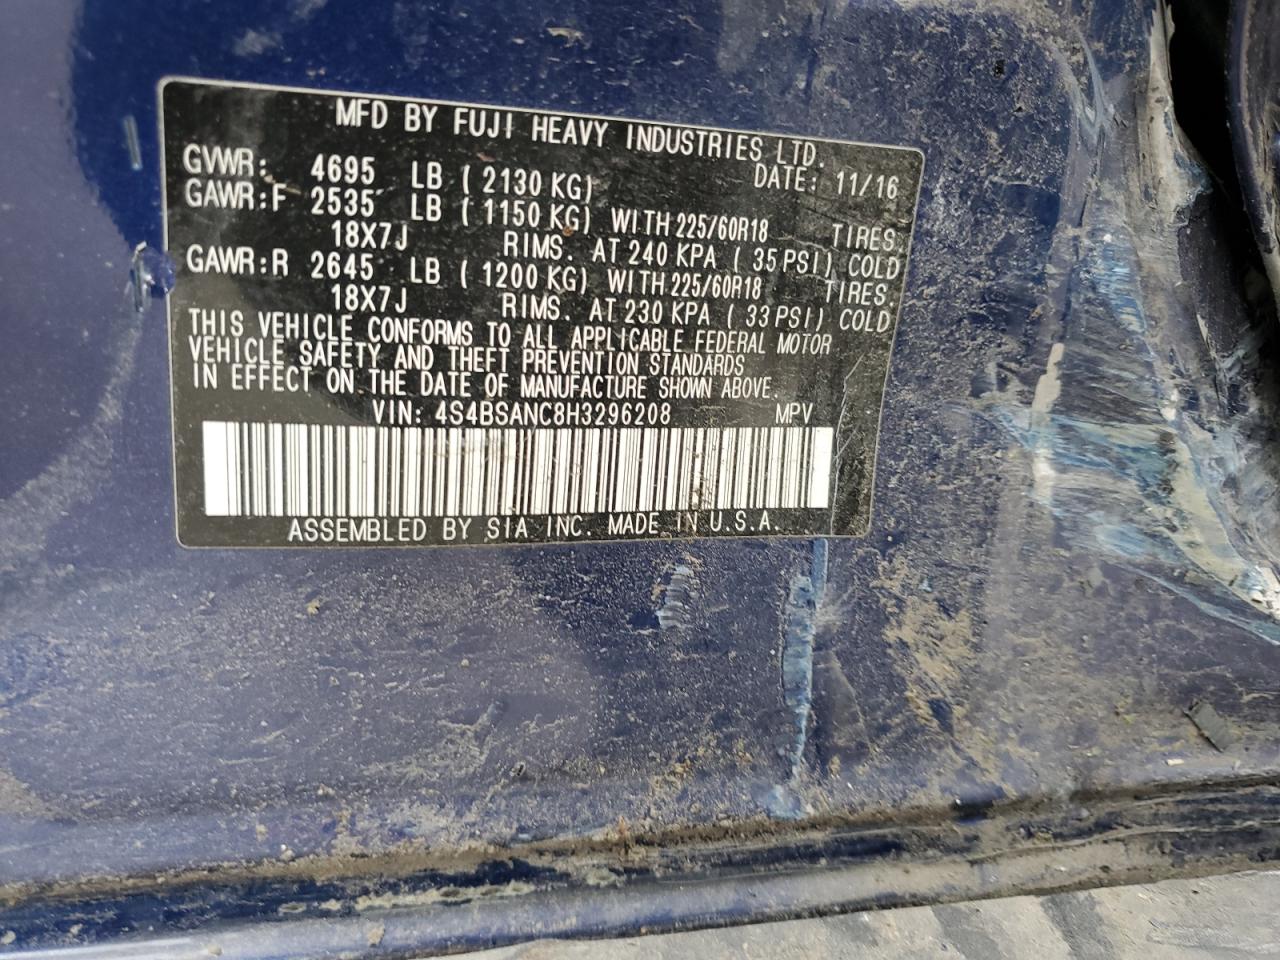 MFD BY FUJI HEAVY INDUSTRIES LTD.
GVWR: 4695 LB ( 2130 KG) DATE: 11/16
GAWR:F 2535 LB ( 1150 KG) WITH 225/60R18 TIRES.
18X7J RIMS. AT 240 KPA ( 35 PSI) COLD
GAWR:R 2645 LB ( 1200 KG) WITH 225/60R18 TIRES.
18X7J RIMS. AT 230 KPA ( 33 PSI) COLD
THIS VEHICLE CONFORMS TO ALL APPLICABLE FEDERAL MOTOR
VEHICLE SAFETY AND THEFT PREVENTION STANDARDS
IN EFFECT ON THE DATE OF MANUFACTURE SHOWN ABOVE.
VIN: 4S4BSANC8H3296208 MPV
ASSEMBLED BY SIA INC. MADE IN U.S.A.